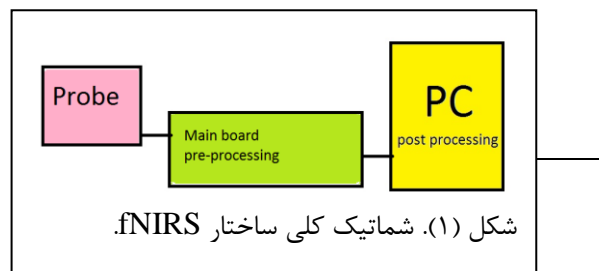 Probe
Main board
pre-processing
PC
post processing
شکل (۱). شماتیک کلی ساختار fNIRS.